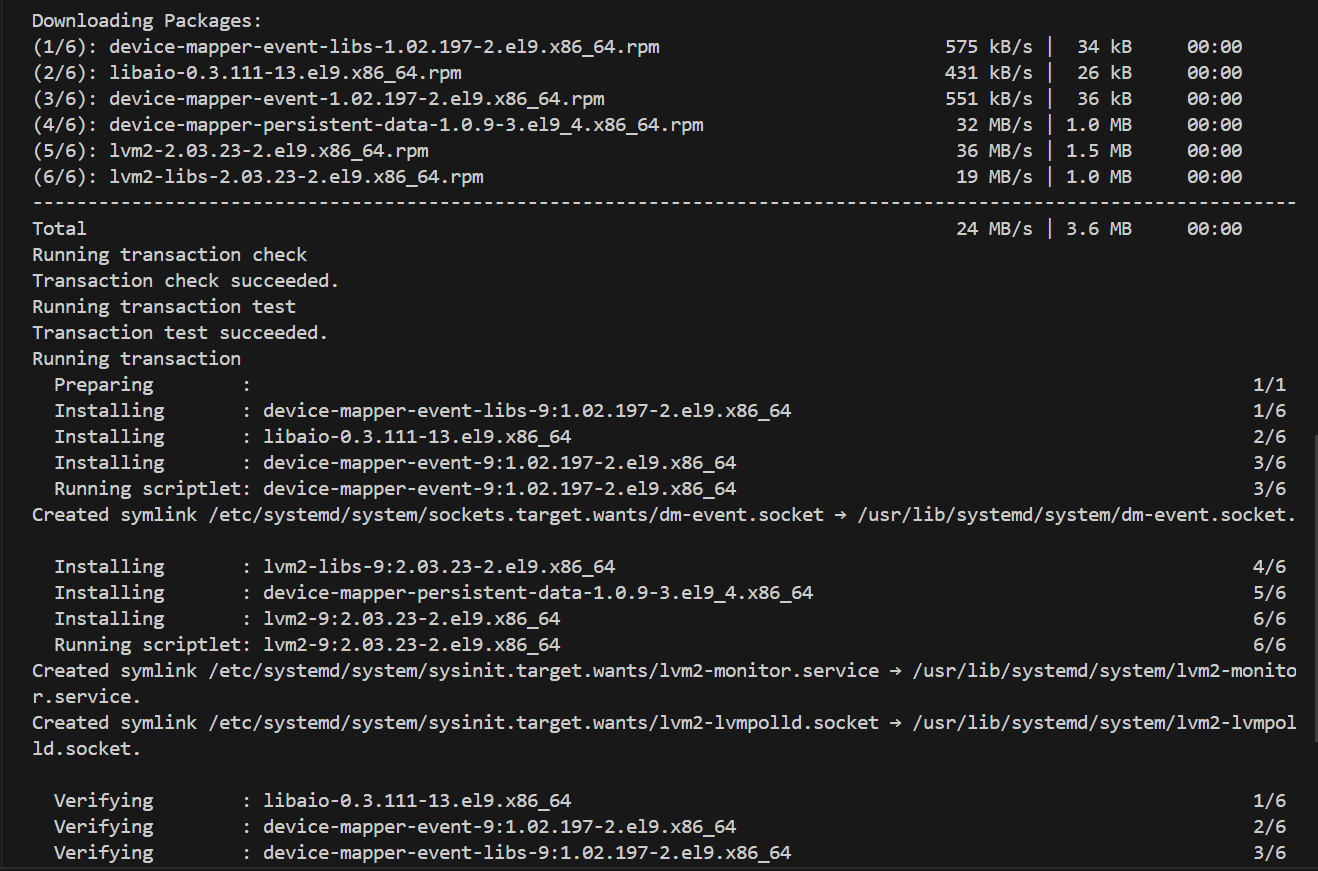 Downloading Packages:
(1/6): device-mapper-event-libs-1.02.197-2.el9.x86_64.rpm                          575 kB/s |  34 kB     00:00
(2/6): libaio-0.3.111-13.el9.x86_64.rpm                                            431 kB/s |  26 kB     00:00
(3/6): device-mapper-event-1.02.197-2.el9.x86_64.rpm                               551 kB/s |  36 kB     00:00
(4/6): device-mapper-persistent-data-1.0.9-3.el9_4.x86_64.rpm                       32 MB/s | 1.0 MB     00:00
(5/6): lvm2-2.03.23-2.el9.x86_64.rpm                                                36 MB/s | 1.5 MB     00:00
(6/6): lvm2-libs-2.03.23-2.el9.x86_64.rpm                                           19 MB/s | 1.0 MB     00:00
-------------------------------------------------------------------------------------------------------------------
Total                                                                               24 MB/s | 3.6 MB     00:00
Running transaction check
Transaction check succeeded.
Running transaction test
Transaction test succeeded.
Running transaction
  Preparing        :                                                                                           1/1
  Installing       : device-mapper-event-libs-9:1.02.197-2.el9.x86_64                                          1/6
  Installing       : libaio-0.3.111-13.el9.x86_64                                                              2/6
  Installing       : device-mapper-event-9:1.02.197-2.el9.x86_64                                               3/6
  Running scriptlet: device-mapper-event-9:1.02.197-2.el9.x86_64                                               3/6
Created symlink /etc/systemd/system/sockets.target.wants/dm-event.socket → /usr/lib/systemd/system/dm-event.socket.

  Installing       : lvm2-libs-9:2.03.23-2.el9.x86_64                                                          4/6
  Installing       : device-mapper-persistent-data-1.0.9-3.el9_4.x86_64                                        5/6
  Installing       : lvm2-9:2.03.23-2.el9.x86_64                                                               6/6
  Running scriptlet: lvm2-9:2.03.23-2.el9.x86_64                                                               6/6
Created symlink /etc/systemd/system/sysinit.target.wants/lvm2-monitor.service → /usr/lib/systemd/system/lvm2-monito
r.service.
Created symlink /etc/systemd/system/sysinit.target.wants/lvm2-lvmpolld.socket → /usr/lib/systemd/system/lvm2-lvmpol
ld.socket.

  Verifying        : libaio-0.3.111-13.el9.x86_64                                                              1/6
  Verifying        : device-mapper-event-9:1.02.197-2.el9.x86_64                                               2/6
  Verifying        : device-mapper-event-libs-9:1.02.197-2.el9.x86_64                                          3/6